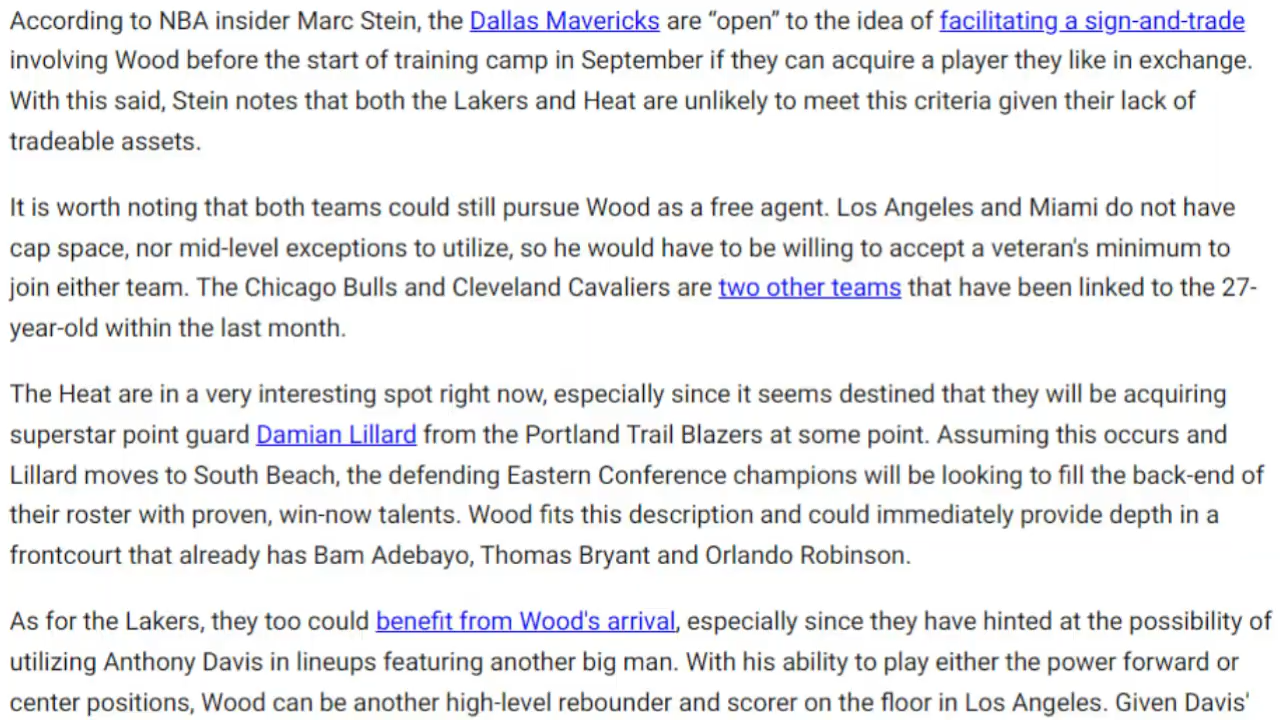 According to NBA insider Marc Stein, the Dallas Mavericks are “open” to the idea of facilitating a sign-and-trade
involving Wood before the start of training camp in September if they can acquire a player they like in exchange.
With this said, Stein notes that both the Lakers and Heat are unlikely to meet this criteria given their lack of
tradeable assets.
It is worth noting that both teams could still pursue Wood as a free agent. Los Angeles and Miami do not have
cap space, nor mid-level exceptions to utilize, so he would have to be willing to accept a veteran's minimum to
join either team. The Chicago Bulls and Cleveland Cavaliers are two other teams that have been linked to the 27-
year-old within the last month.
The Heat are in a very interesting spot right now, especially since it seems destined that they will be acquiring
superstar point guard Damian Lillard from the Portland Trail Blazers at some point. Assuming this occurs and
Lillard moves to South Beach, the defending Eastern Conference champions will be looking to fill the back-end of
their roster with proven, win-now talents. Wood fits this description and could immediately provide depth in a
frontcourt that already has Bam Adebayo, Thomas Bryant and Orlando Robinson.
As for the Lakers, they too could benefit from Wood's arrival, especially since they have hinted at the possibility of
utilizing Anthony Davis in lineups featuring another big man. With his ability to play either the power forward or
center positions, Wood can be another high-level rebounder and scorer on the floor in Los Angeles. Given Davis'